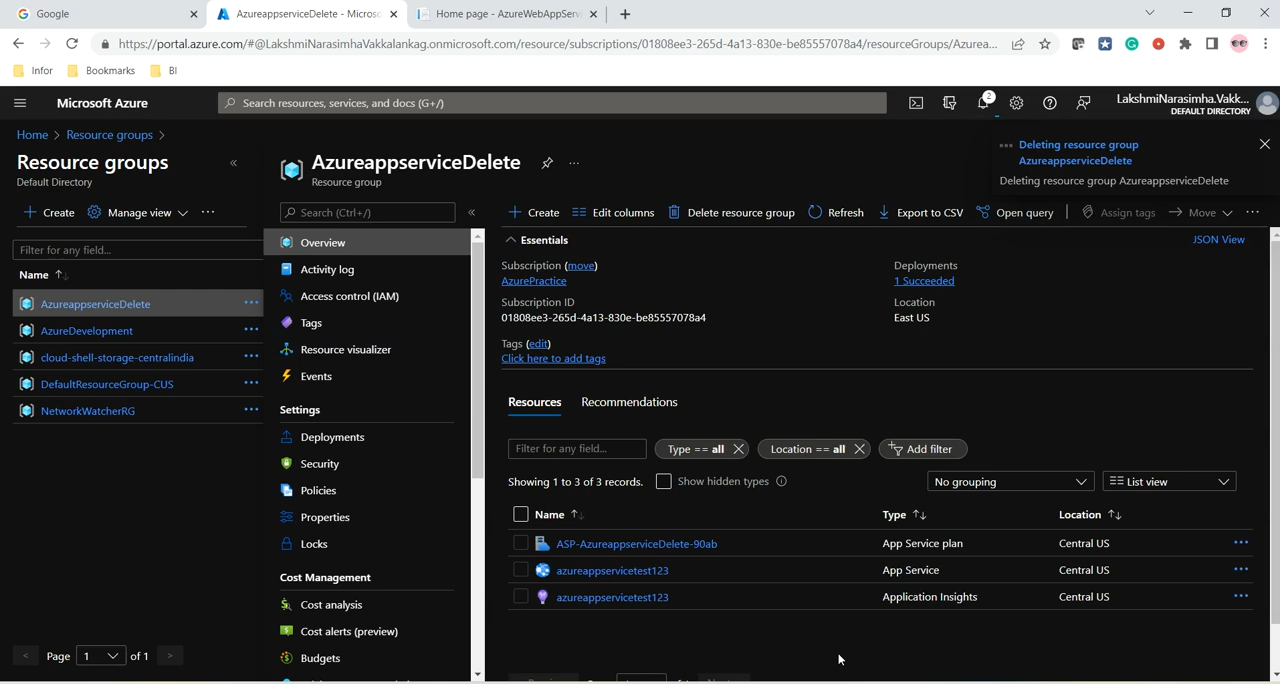 Google
AzureappserviceDelete - Microso
Home page - AzureWebAppServ
https://portal.azure.com/#@LakshmiNarasimhaVakkalankag.onmicrosoft.com/resource/subscriptions/01808ee3-265d-4a13-830e-be85557078a4/resourceGroups/Azurea...
Infor
Bookmarks
BI
Microsoft Azure
Search resources, services, and docs (G+/)
2
LakshmiNarasimha.Vakk...
DEFAULT DIRECTORY
Home > Resource groups >
Resource groups
Default Directory
Create
Manage view
Filter for any field...
Name
AzureappserviceDelete
AzureDevelopment
cloud-shell-storage-centralindia
DefaultResourceGroup-CUS
NetworkWatcherRG
< Page 1 of 1 >
AzureappserviceDelete
Resource group
Deleting resource group
AzureappserviceDelete
Deleting resource group AzureappserviceDelete
Search (Ctrl+/)
Overview
Activity log
Access control (IAM)
Tags
Resource visualizer
Events
Settings
Deployments
Security
Policies
Properties
Locks
Cost Management
Cost analysis
Cost alerts (preview)
Budgets
Create
Edit columns
Delete resource group
Refresh
Export to CSV
Open query
Assign tags
Move
Essentials
JSON View
Subscription (move)
AzurePractice
Subscription ID
01808ee3-265d-4a13-830e-be85557078a4
Deployments
1 Succeeded
Location
East US
Tags (edit)
Click here to add tags
Resources
Recommendations
Filter for any field...
Type == all
Location == all
Add filter
Showing 1 to 3 of 3 records.
Show hidden types
No grouping
List view
Name Type Location
ASP-AzureappserviceDelete-90ab App Service plan Central US
azureappservicetest123 App Service Central US
azureappservicetest123 Application Insights Central US